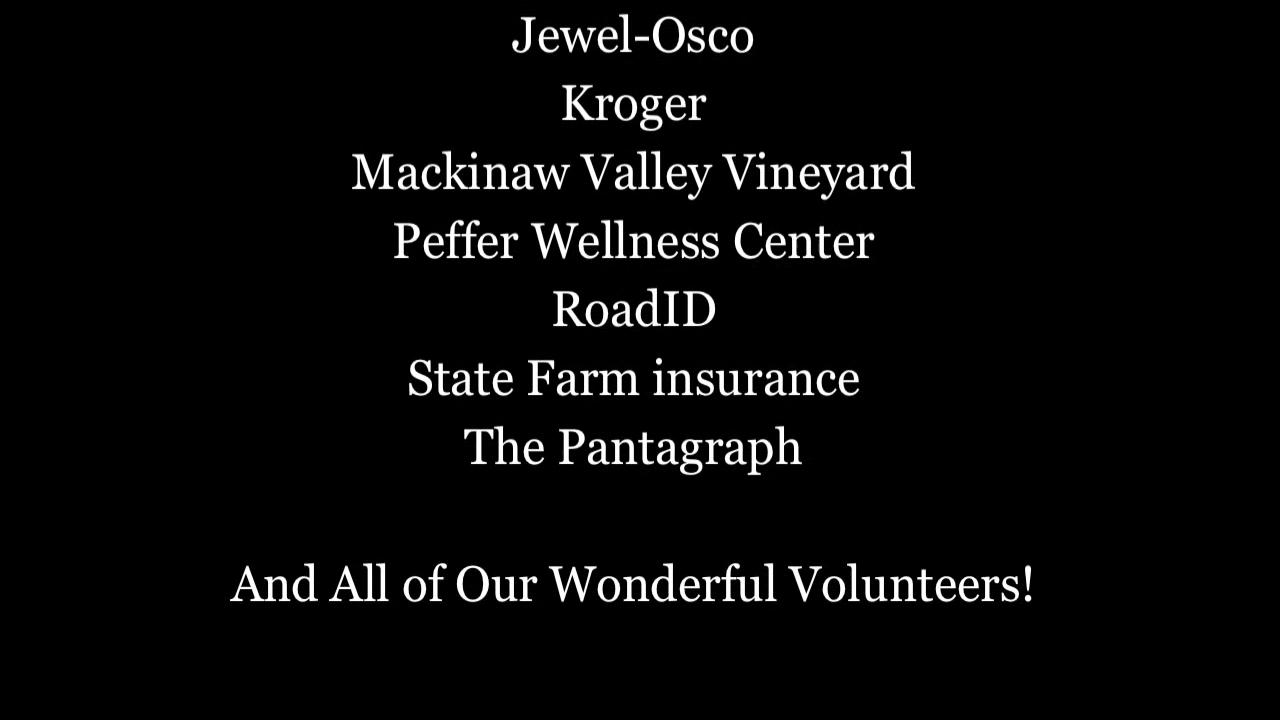 Jewel-Osco
Kroger
Mackinaw Valley Vineyard
Peffer Wellness Center
RoadID
State Farm insurance
The Pantagraph
And All of Our Wonderful Volunteers!